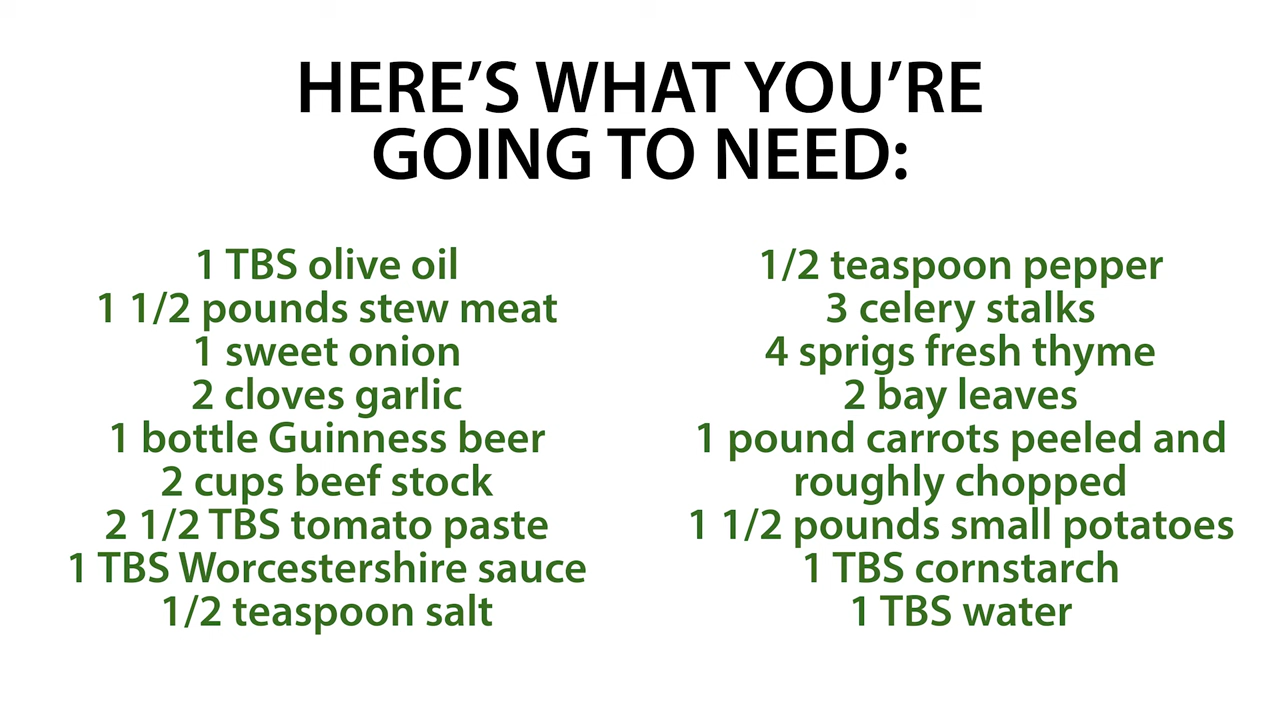 HERE’S WHAT YOU’RE
GOING TO NEED:
1 TBS olive oil
1 1/2 pounds stew meat
1 sweet onion
2 cloves garlic
1 bottle Guinness beer
2 cups beef stock
2 1/2 TBS tomato paste
1 TBS Worcestershire sauce
1/2 teaspoon salt
1/2 teaspoon pepper
3 celery stalks
4 sprigs fresh thyme
2 bay leaves
1 pound carrots peeled and
roughly chopped
1 1/2 pounds small potatoes
1 TBS cornstarch
1 TBS water